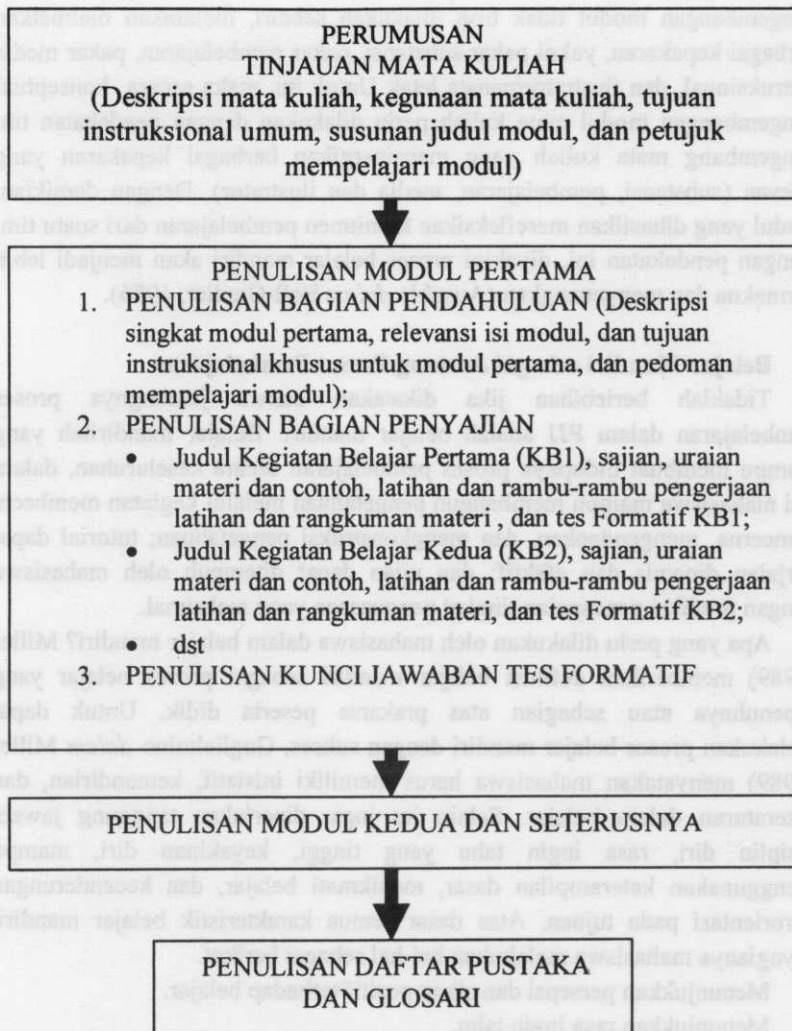 PERUMUSAN
TINJAUAN MATA KULIAH
(Deskripsi mata kuliah, kegunaan mata kuliah, tujuan
instruksional umum, susunan judul modul, dan petujuk
mempelajari modul)
PENULISAN MODUL PERTAMA
1. PENULISAN BAGIAN PENDAHULUAN (Deskripsi
singkat modul pertama, relevansi isi modul, dan tujuan
instruksional khusus untuk modul pertama, dan pedoman
mempelajari modul);
2. PENULISAN BAGIAN PENYAJIAN
• Judul Kegiatan Belajar Pertama (KB1), sajian, uraian
materi dan contoh, latihan dan rambu-rambu pengerjaan
latihan dan rangkuman materi , dan tes Formatif KB1;
• Judul Kegiatan Belajar Kedua (KB2), sajian, uraian
materi dan contoh, latihan dan rambu-rambu pengerjaan
latihan dan rangkuman materi, dan tes Formatif KB2;
• dst
3. PENULISAN KUNCI JAWABAN TES FORMATIF
PENULISAN MODUL KEDUA DAN SETERUSNYA
PENULISAN DAFTAR PUSTAKA
DAN GLOSARI